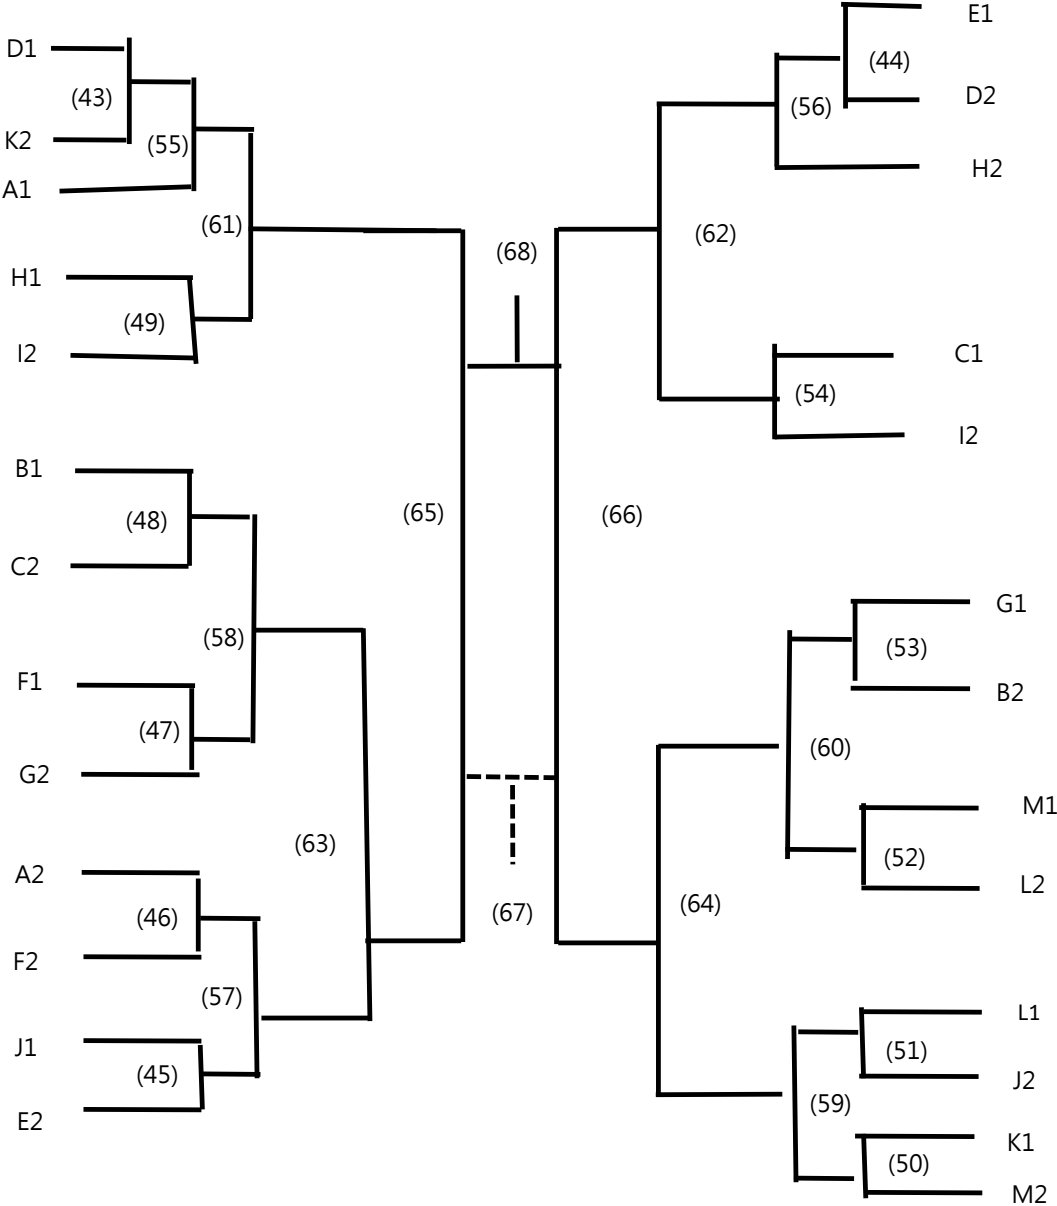 D1
(43)
K2
(55)
A1
(61)
H1
(49)
I2
B1
(48)
C2
(58)
F1
(47)
G2
(63)
A2
(46)
F2
(57)
J1
(45)
E2
(65)
(68)
(67)
(66)
E1
(44)
D2
(56)
H2
(62)
C1
(54)
I2
G1
(53)
B2
(60)
M1
(52)
L2
(64)
L1
(51)
J2
(59)
K1
(50)
M2